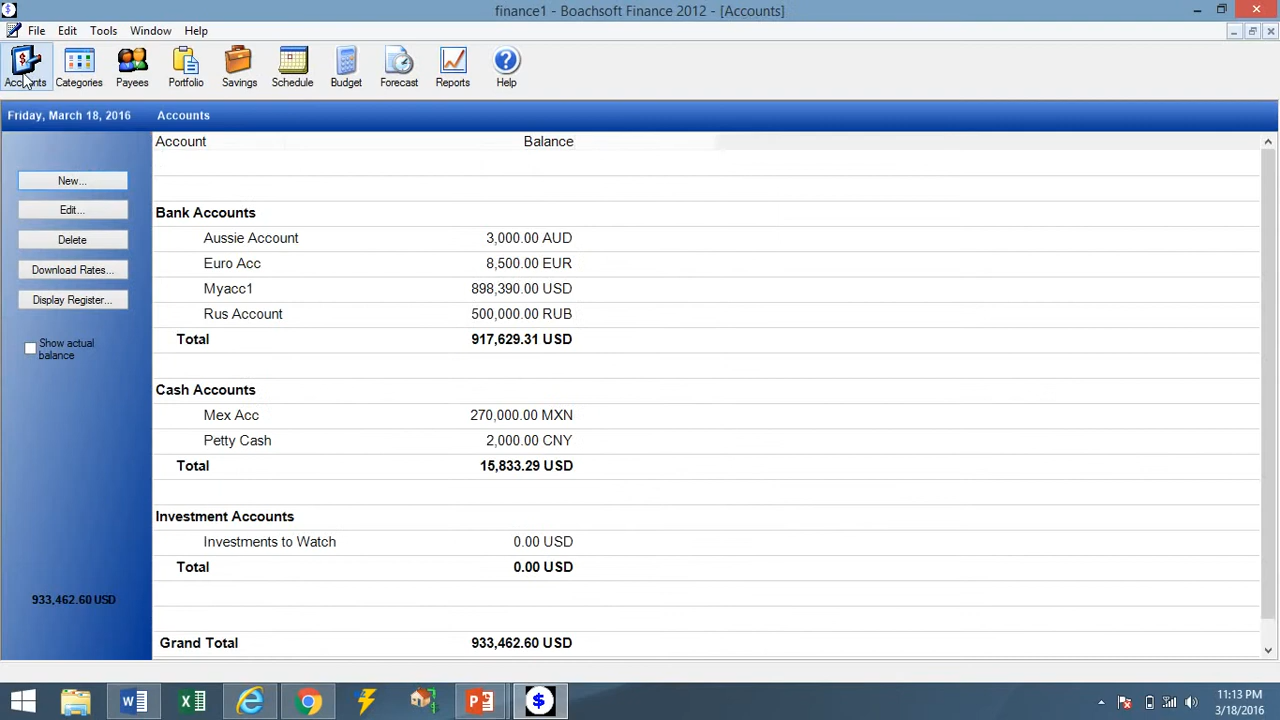 finance1 - Boachsoft Finance 2012 - [Accounts]
File Edit Tools Window Help
Accounts Categories Payees Portfolio Savings Schedule Budget Forecast Reports Help
Friday, March 18, 2016 Accounts
Account Balance
New...
Edit...
Delete
Download Rates...
Display Register...
Show actual
balance
933,462.60 USD
Bank Accounts
Aussie Account 3,000.00 AUD
Euro Acc 8,500.00 EUR
Myacc1 898,390.00 USD
Rus Account 500,000.00 RUB
Total 917,629.31 USD
Cash Accounts
Mex Acc 270,000.00 MXN
Petty Cash 2,000.00 CNY
Total 15,833.29 USD
Investment Accounts
Investments to Watch 0.00 USD
Total 0.00 USD
Grand Total 933,462.60 USD
11:13 PM
3/18/2016